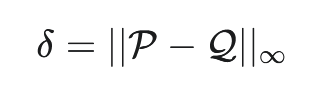 δ = ||𝒫 − 𝒬||∞